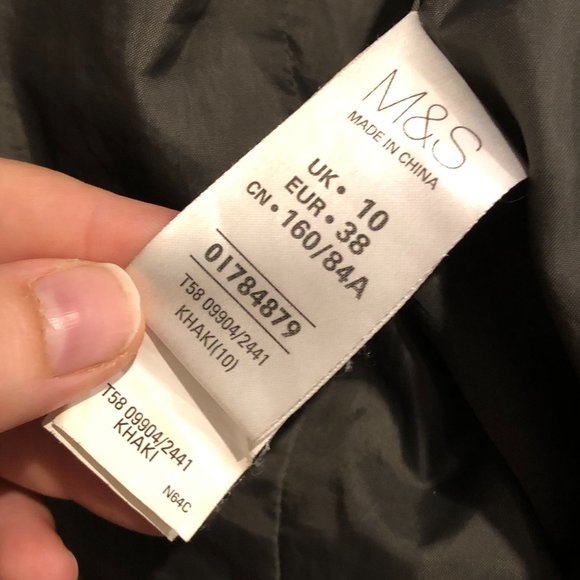 M&S
MADE IN CHINA
UK • 10
EUR • 38
CN • 160/84A
01784879
T58 09904/2441
KHAKI(10)
T58 09904/2441
KHAKI
N64C